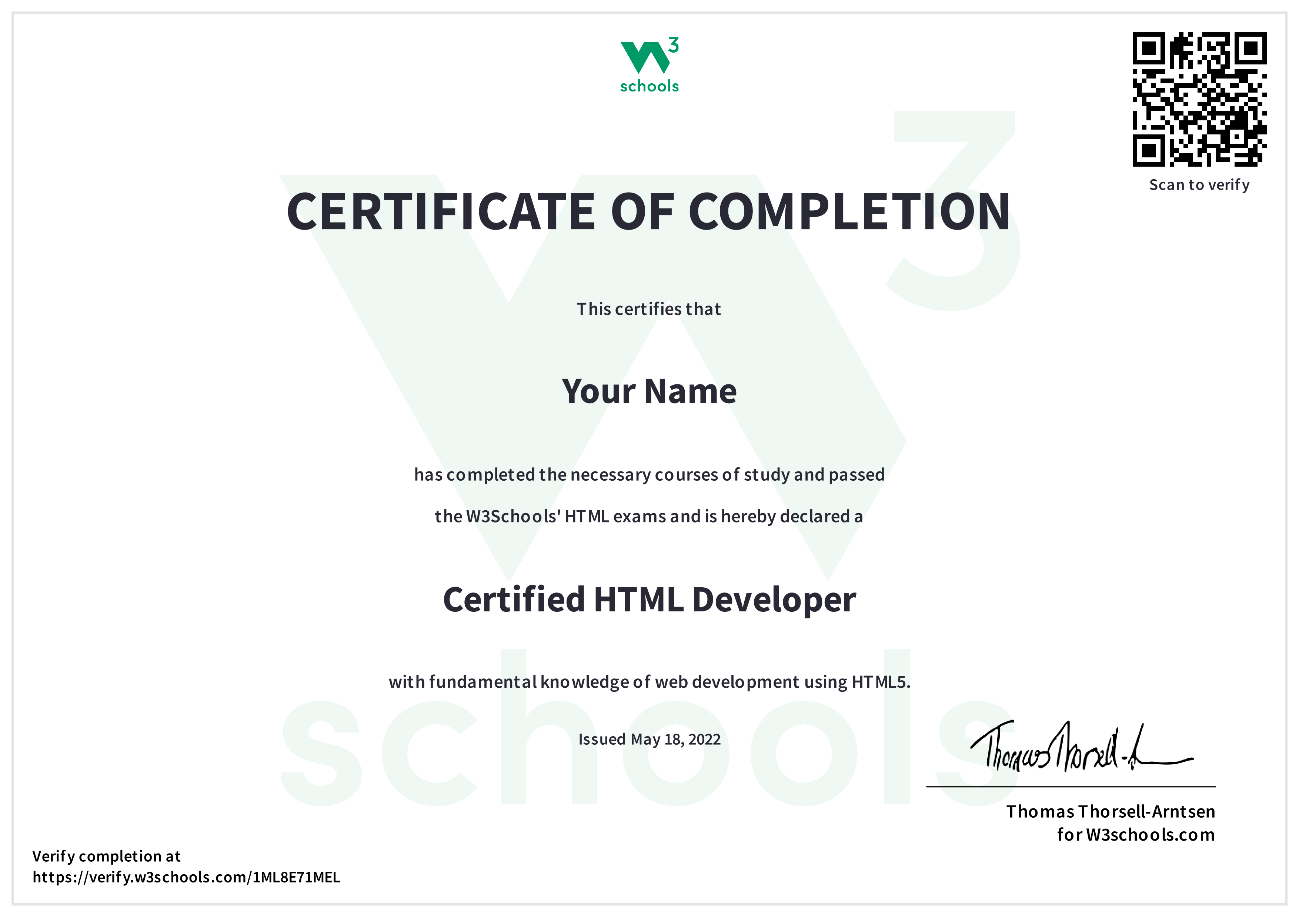 w3
schools
Scan to verify
CERTIFICATE OF COMPLETION
This certifies that
Your Name
has completed the necessary courses of study and passed
the W3Schools' HTML exams and is hereby declared a
Certified HTML Developer
with fundamental knowledge of web development using HTML5.
Issued May 18, 2022
Thomas Thorsell-A
Thomas Thorsell-Arntsen
for W3schools.com
Verify completion at
https://verify.w3schools.com/1ML8E71MEL